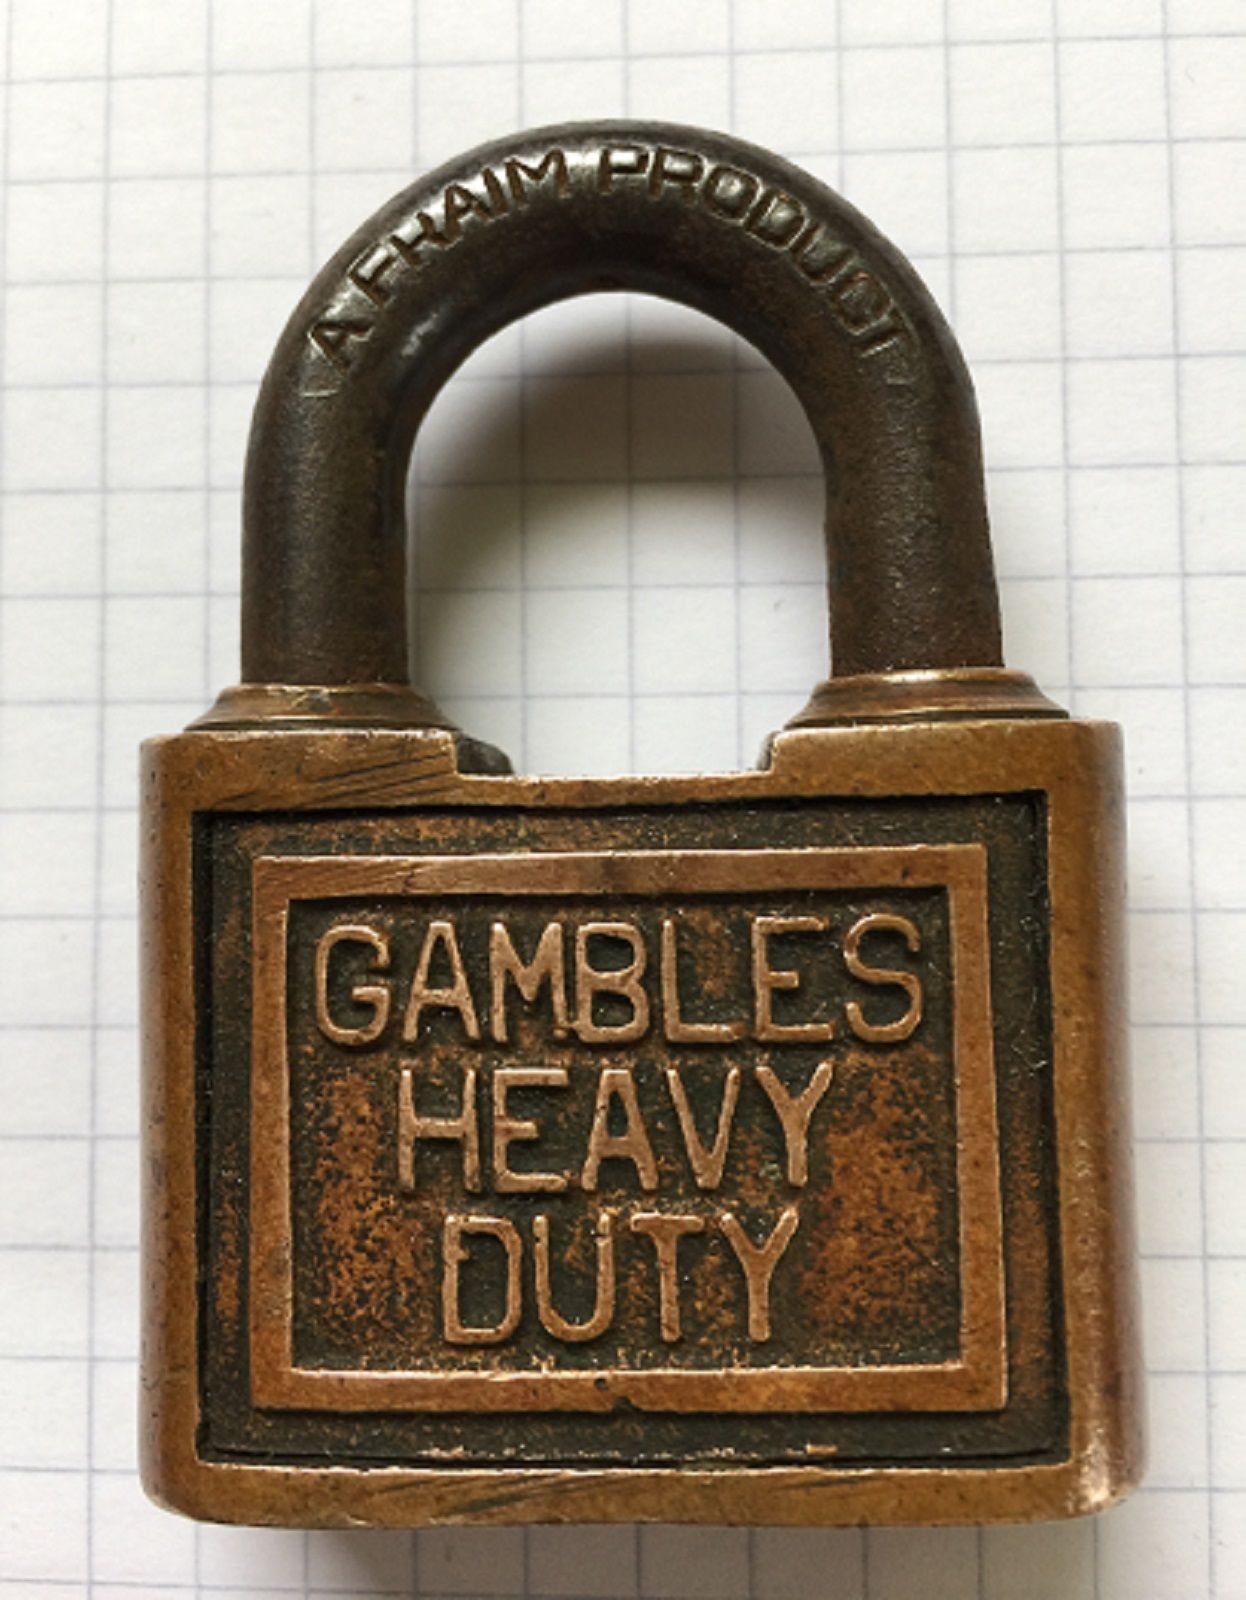 A FRAIM PRODUCT
GAMBLES
HEAVY
DUTY